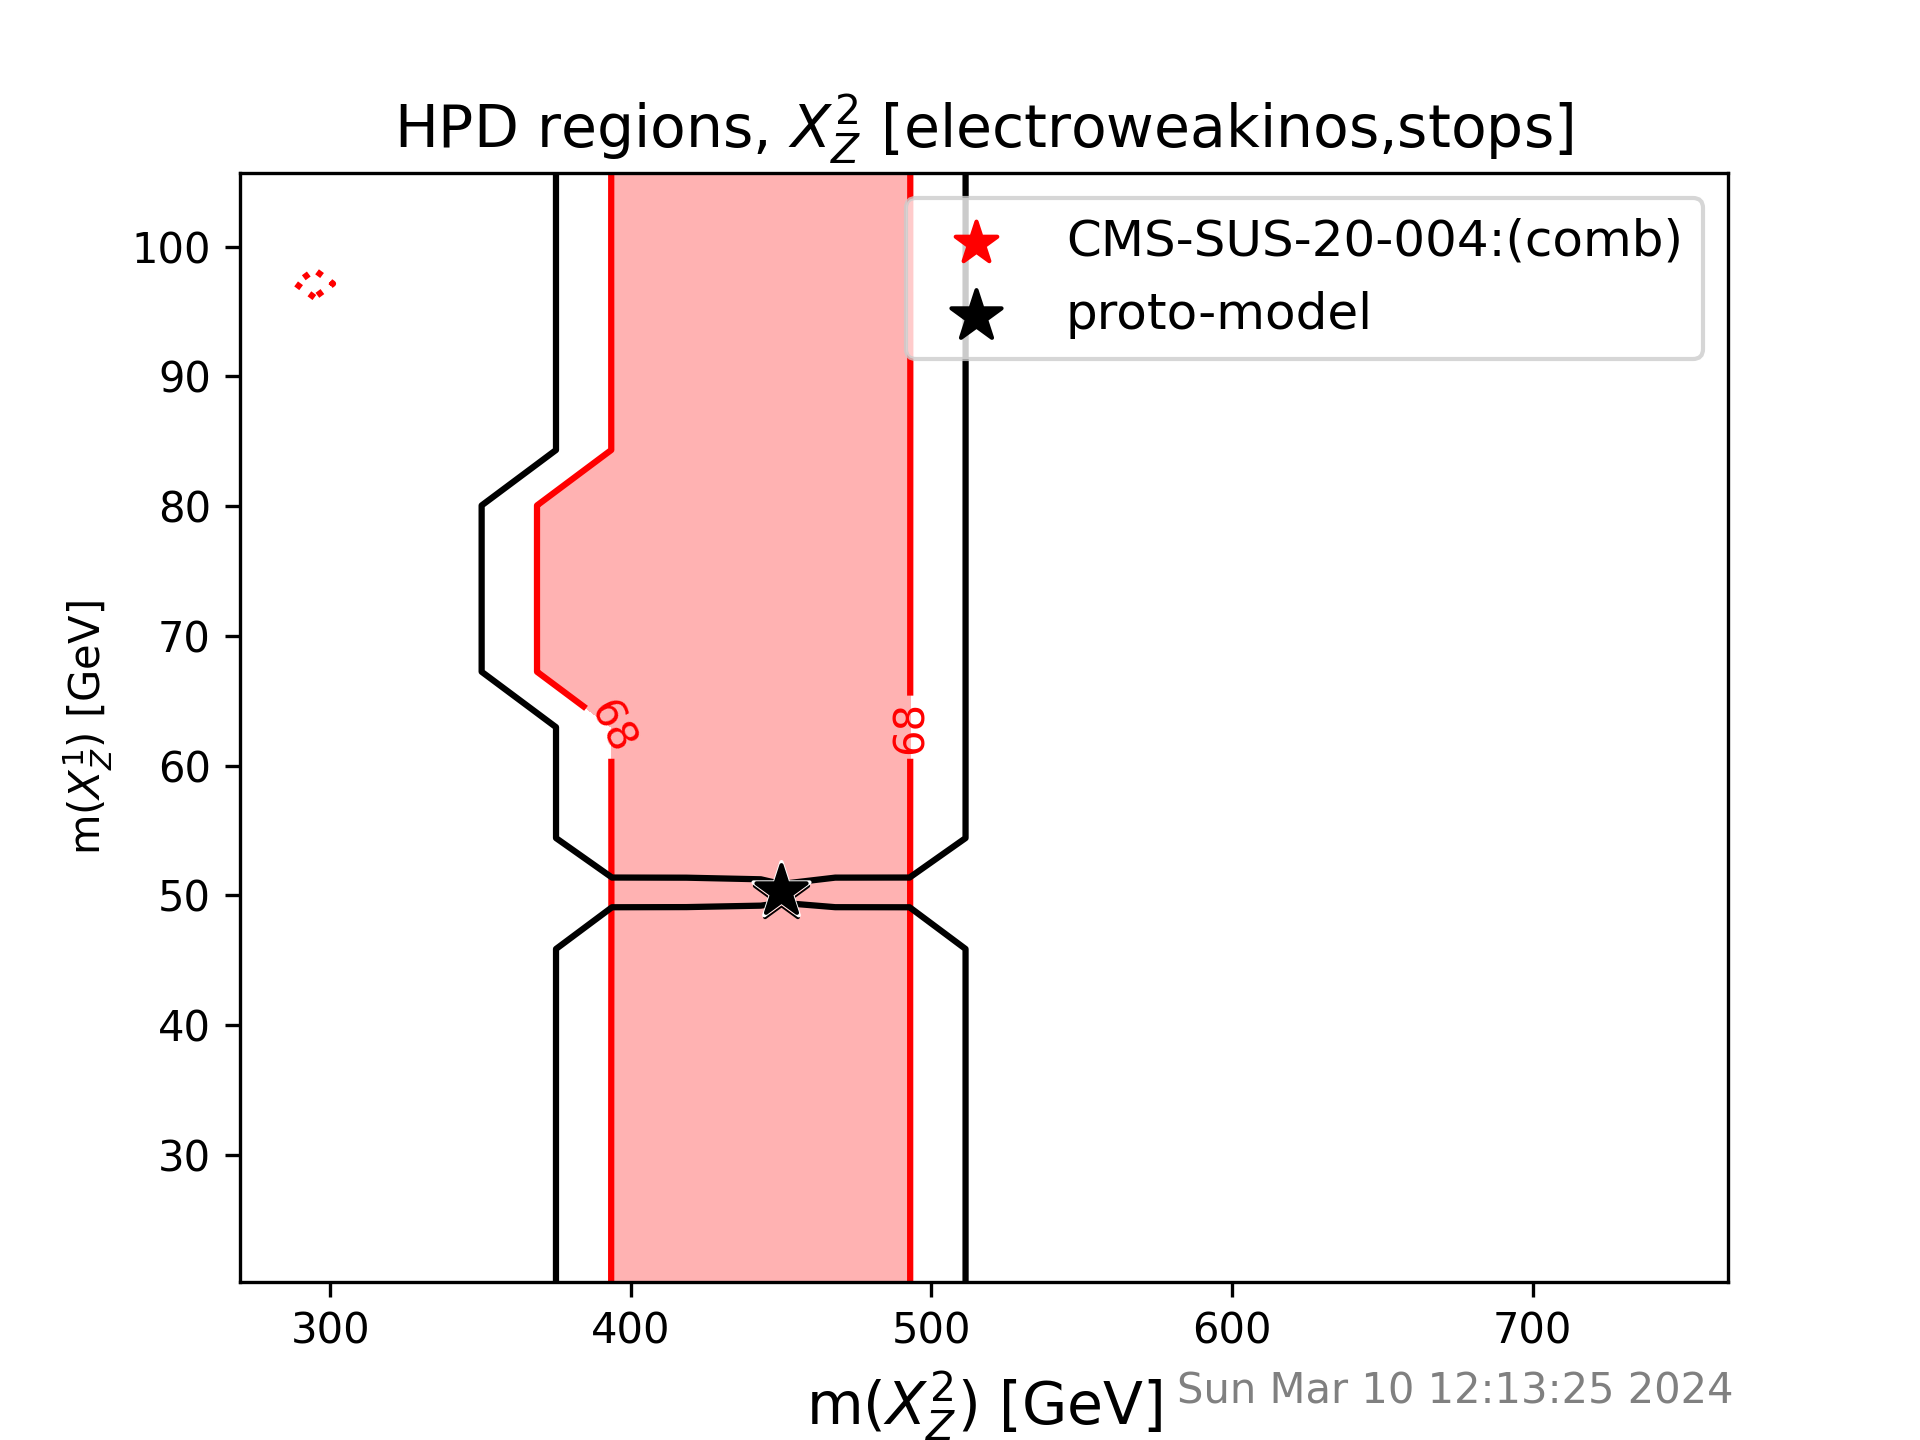 HPD regions, $X_Z^2$ [electroweakinos,stops]
CMS-SUS-20-004:(comb)
proto-model
100
90
80
70
60
50
40
30
m($X_Z^1$) [GeV]
68
68
300 400 500 600 700
m($X_Z^2$) [GeV]
Sun Mar 10 12:13:25 2024